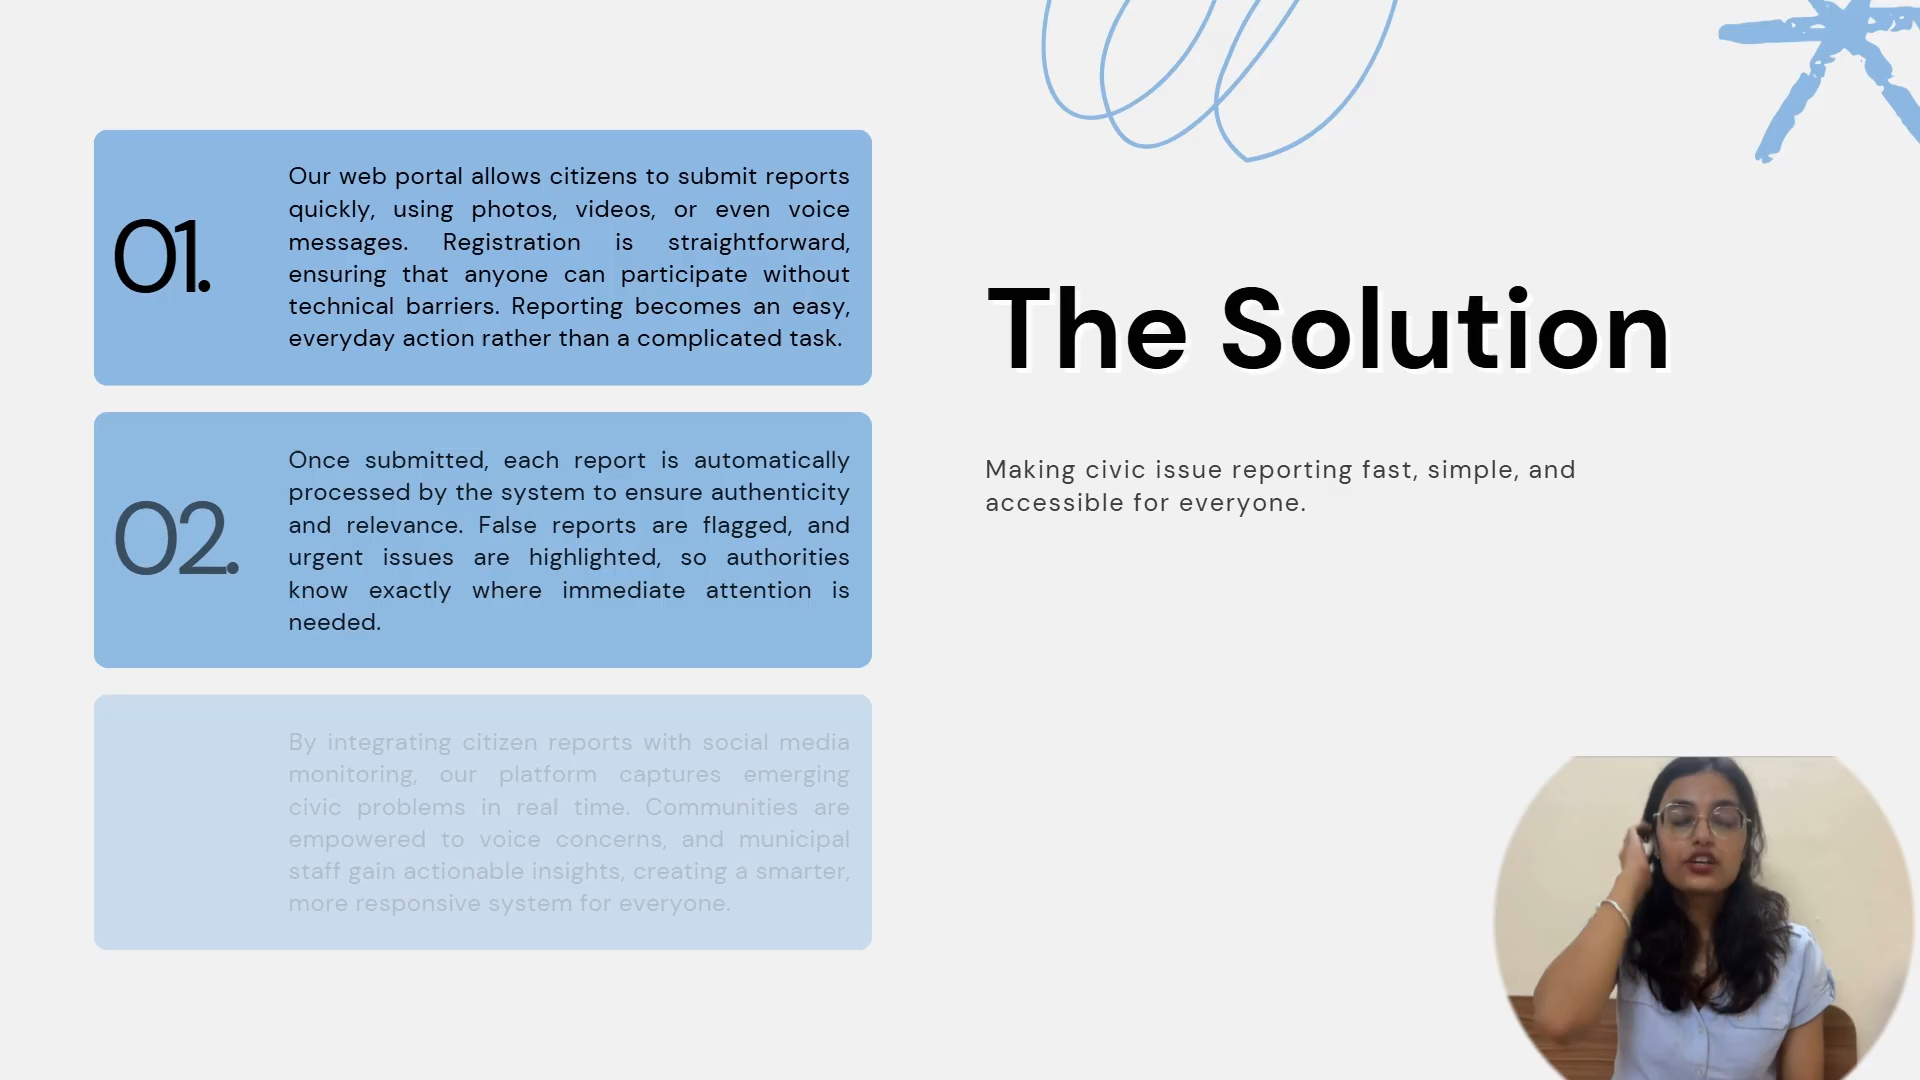 01.
Our web portal allows citizens to submit reports
quickly, using photos, videos, or even voice
messages. Registration is straightforward,
ensuring that anyone can participate without
technical barriers. Reporting becomes an easy,
everyday action rather than a complicated task.
02.
Once submitted, each report is automatically
processed by the system to ensure authenticity
and relevance. False reports are flagged, and
urgent issues are highlighted, so authorities
know exactly where immediate attention is
needed.
By integrating citizen reports with social media
monitoring, our platform captures emerging
civic problems in real time. Communities are
empowered to voice concerns, and municipal
staff gain actionable insights, creating a smarter,
more responsive system for everyone.
The Solution
Making civic issue reporting fast, simple, and
accessible for everyone.